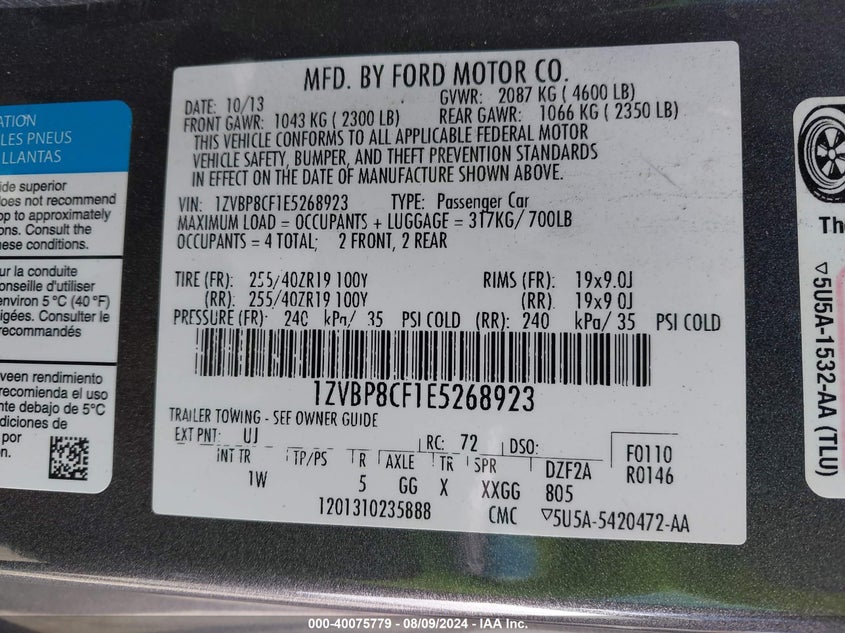 MFD. BY FORD MOTOR CO.
DATE: 10/13 GVWR: 2087 KG ( 4600 LB)
FRONT GAWR: 1043 KG ( 2300 LB) REAR GAWR: 1066 KG ( 2350 LB)
THIS VEHICLE CONFORMS TO ALL APPLICABLE FEDERAL MOTOR
VEHICLE SAFETY, BUMPER, AND THEFT PREVENTION STANDARDS
IN EFFECT ON THE DATE OF MANUFACTURE SHOWN ABOVE.
VIN: 1ZVBP8CF1E5268923 TYPE: Passenger Car
MAXIMUM LOAD = OCCUPANTS + LUGGAGE = 317KG/ 700LB
OCCUPANTS = 4 TOTAL; 2 FRONT, 2 REAR
TIRE (FR): 255/40ZR19 100Y RIMS (FR): 19x9.0J
(RR): 255/40ZR19 100Y (RR): 19x9.0J
PRESSURE (FR): 240 kPa/ 35 PSI COLD (RR): 240 kPa/ 35 PSI COLD
1ZVBP8CF1E5268923
TRAILER TOWING - SEE OWNER GUIDE
EXT PNT: UJ RC: 72 DSO: F0110
INT TR TP/PS R AXLE TR SPR DZF2A R0146
1W 5 GG X XXGG 805
1201310235888 CMC ▽5U5A-5420472-AA
ATION
LES PNEUS
LLANTAS
ide superior
does not recommend
op to approximately
ons. Consult the
hese conditions.
ur la conduite
onseille d'utiliser
environ 5 °C (40 °F)
igées. Consulter le
recommandés
veen rendimiento
recomienda el uso
nte debajo de 5°C
diciones de
por
n
The
▽5U5A-1532-AA (TLU)
000-40075779 - 08/09/2024 - IAA Inc.